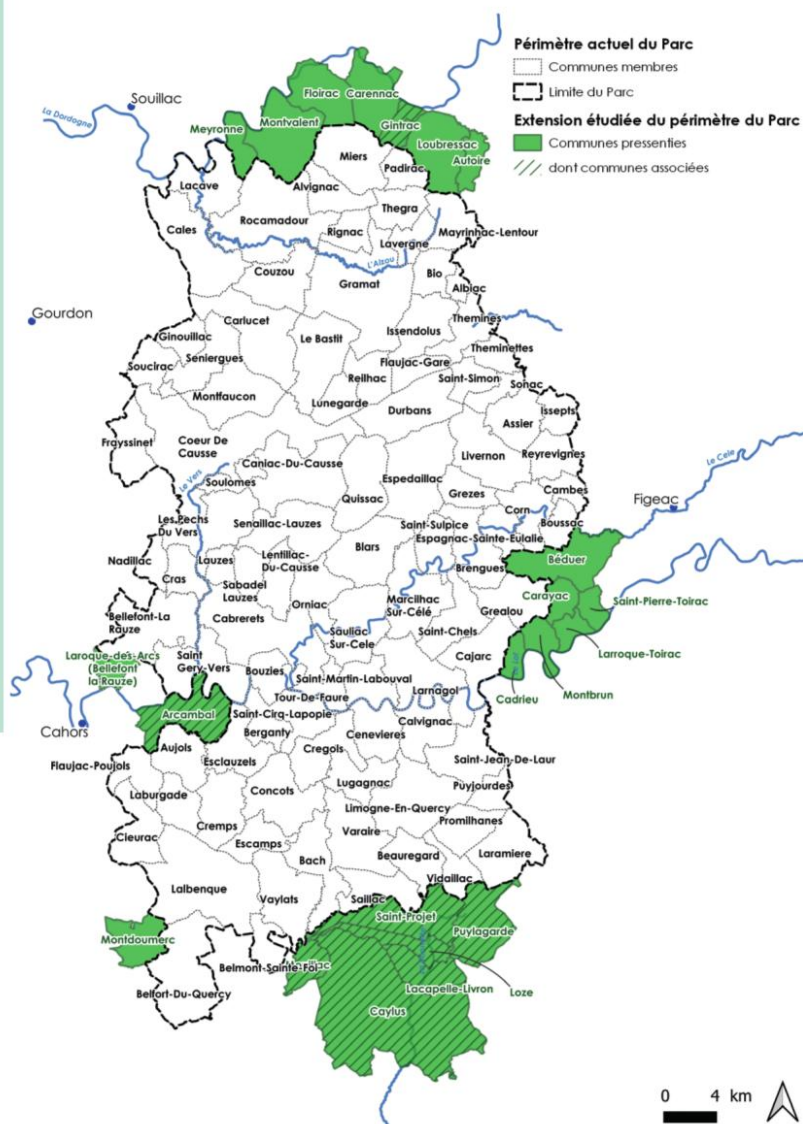 Périmètre actuel du Parc
Communes membres
Limite du Parc
Extension étudiée du périmètre du Parc
Communes pressenties
dont communes associées
Souillac
La Dordogne
Floirac
Carennac
Meyronne
Montvalent
Gintrac
Loubressac
Autoire
Miers
Padirac
Lacave
Alvignac
Thegra
Rocamadour
Cales
Rignac
Mayrinhac-Lentour
Lavergne
L'Alzou
Couzou
Gramat
Bio
Albiac
Gourdon
Carlucet
Themines
Ginouillac
Le Bastit
Issendolus
Seniergues
Theminettes
Soucirac
Flaujac-Gare
Reilhac
Saint-Simon
Sonac
Montfaucon
Lunegarde
Durbans
Issepts
Assier
Frayssinet
Coeur De
Causse
Livernon
Reyrevignes
Le Cele
Caniac-Du-Causse
Le Vers
Soulomes
Espedaillac
Quissac
Grezes
Cambes
Figeac
Corn
Les Pechs
Du Vers
Senaillac-Lauzes
Saint-Sulpice
Boussac
Espagnac-Sainte-Eulalie
Blars
Nadillac
Lauzes
Lentillac-
Du-Causse
Brengues
Béduer
Cras
Sabadel
Lauzes
Carayac
Saint-Pierre-Toirac
Orniac
Marcilhac
Sur-Célé
Grealou
Bellefont-La
Rauze
Cabrerets
Sauliac
Sur-Cele
Saint-Chels
Larroque-Toirac
Laroque-des-Arcs
(Bellefont
la Rauze)
Saint
Gery-Vers
Bouzies
Saint-Martin-Labouval
Cajarc
Larnagol
Cadrieu
Montbrun
Tour-De-Faure
Arcambal
Saint-Cirq-Lapopie
Calvignac
Cahors
Berganty
Cenevieres
Aujols
Cregols
Flaujac-Poujols
Esclauzels
Saint-Jean-De-Laur
Lugagnac
Puyjourdes
Laburgade
Concots
Limogne-En-Quercy
Promilhanes
Cremps
Varaire
Cieurac
Escamps
Beauregard
Laramiere
Bach
Vidaillac
Lalbenque
Vaylats
Saillac
Saint-Projet
Puylagarde
Montdoumerc
Belmont-Sainte-Foi
Belfort-Du-Quercy
Lacapelle-Livron
Loze
Caylus
0 4 km